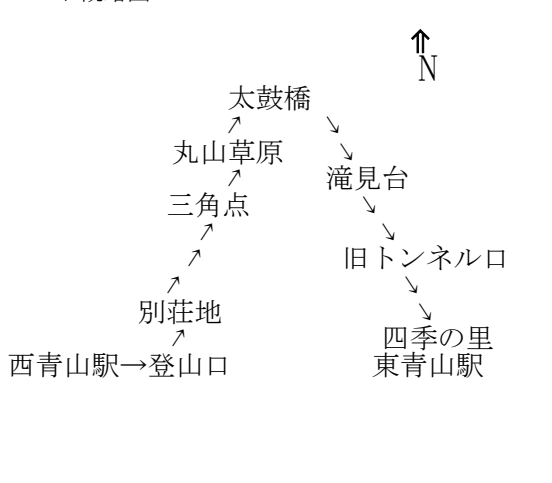 ⇑
N
太鼓橋
↗ ↘
丸山草原 ↘
↗ 滝見台
三角点 ↘
↗ ↘
↗ 旧トンネル口
↗ ↘
別荘地 ↘
↗ 四季の里
西青山駅→登山口 東青山駅